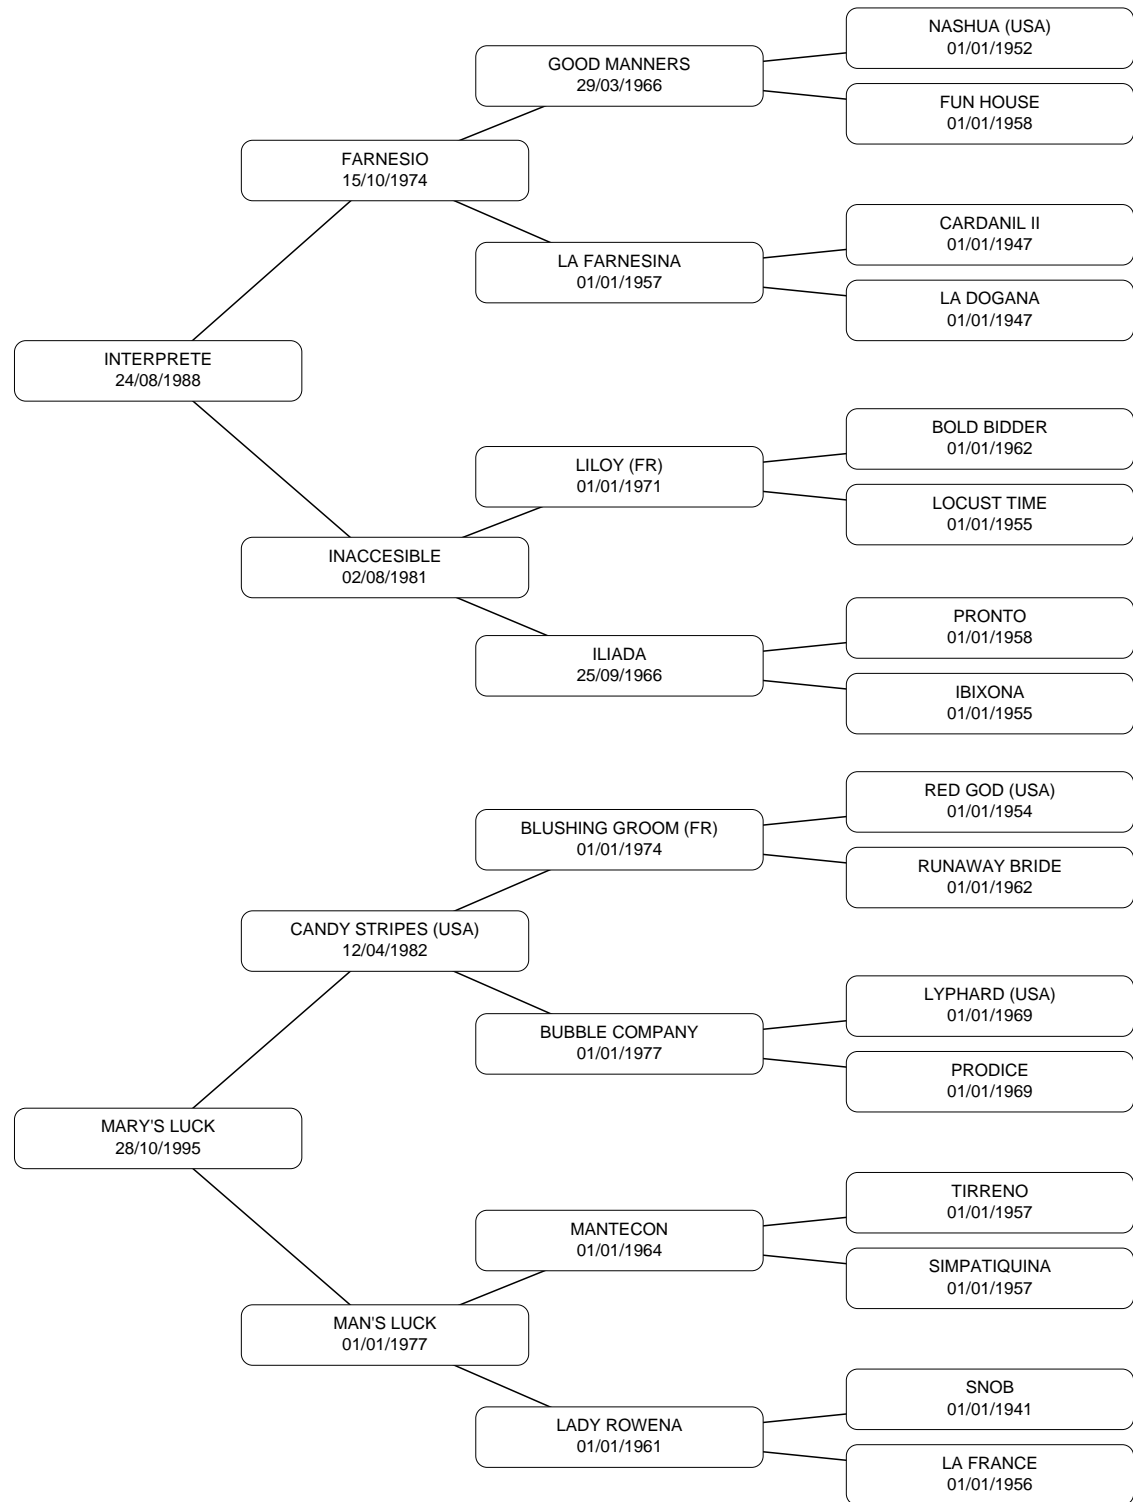 NASHUA (USA)
01/01/1952
GOOD MANNERS
29/03/1966
FUN HOUSE
01/01/1958
FARNESIO
15/10/1974
CARDANIL II
01/01/1947
LA FARNESINA
01/01/1957
LA DOGANA
01/01/1947
INTERPRETE
24/08/1988
BOLD BIDDER
01/01/1962
LILOY (FR)
01/01/1971
LOCUST TIME
01/01/1955
INACCESIBLE
02/08/1981
PRONTO
01/01/1958
ILIADA
25/09/1966
IBIXONA
01/01/1955
RED GOD (USA)
01/01/1954
BLUSHING GROOM (FR)
01/01/1974
RUNAWAY BRIDE
01/01/1962
CANDY STRIPES (USA)
12/04/1982
LYPHARD (USA)
01/01/1969
BUBBLE COMPANY
01/01/1977
PRODICE
01/01/1969
MARY'S LUCK
28/10/1995
TIRRENO
01/01/1957
MANTECON
01/01/1964
SIMPATIQUINA
01/01/1957
MAN'S LUCK
01/01/1977
SNOB
01/01/1941
LADY ROWENA
01/01/1961
LA FRANCE
01/01/1956